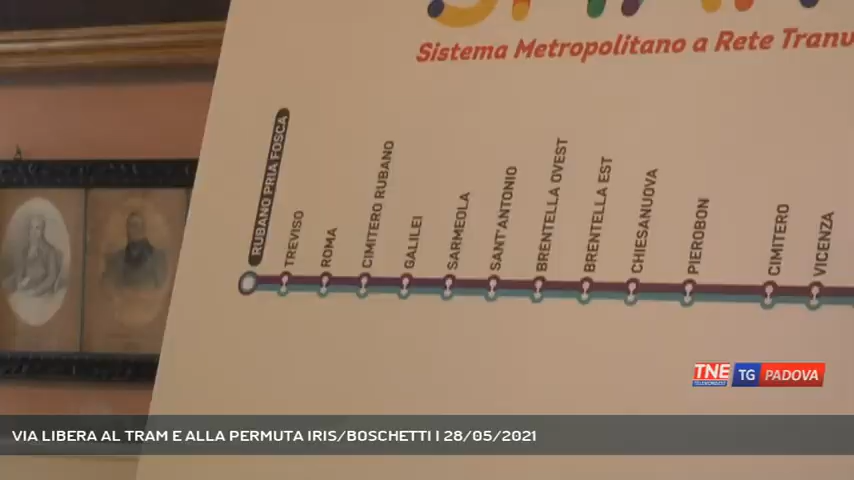 Sistema Metropolitano a Rete
RUBANO PRIA FOSCA
TREVISO
ROMA
CIMITERO RUBANO
GALILEI
SARMEOLA
SANT'ANTONIO
BRENTELLA OVEST
BRENTELLA EST
CHIESANUOVA
PIEROBON
CIMITERO
VICENZA
TNE TG PADOVA
VIA LIBERA AL TRAM E ALLA PERMUTA IRIS/BOSCHETTI | 28/05/2021